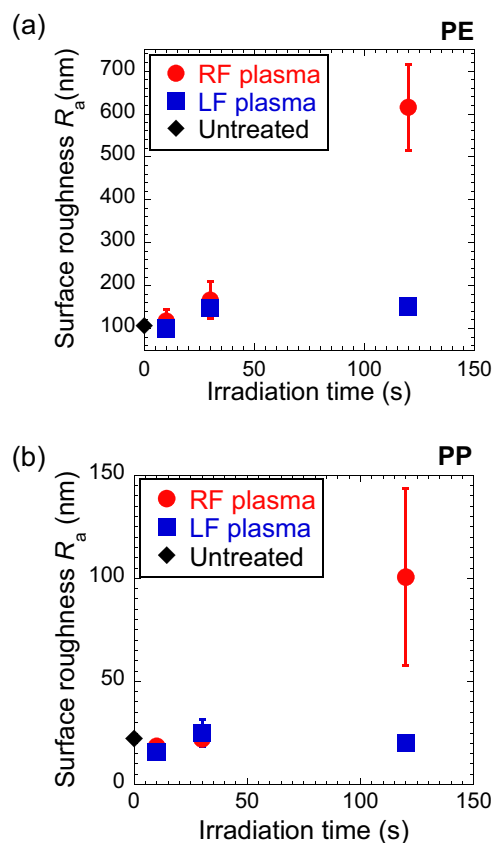 (a)
PE
RF plasma
LF plasma
Untreated
Surface roughness Ra (nm)
700
600
500
400
300
200
100
0
50
100
150
Irradiation time (s)
(b)
PP
RF plasma
LF plasma
Untreated
Surface roughness Ra (nm)
150
100
50
0
0
50
100
150
Irradiation time (s)